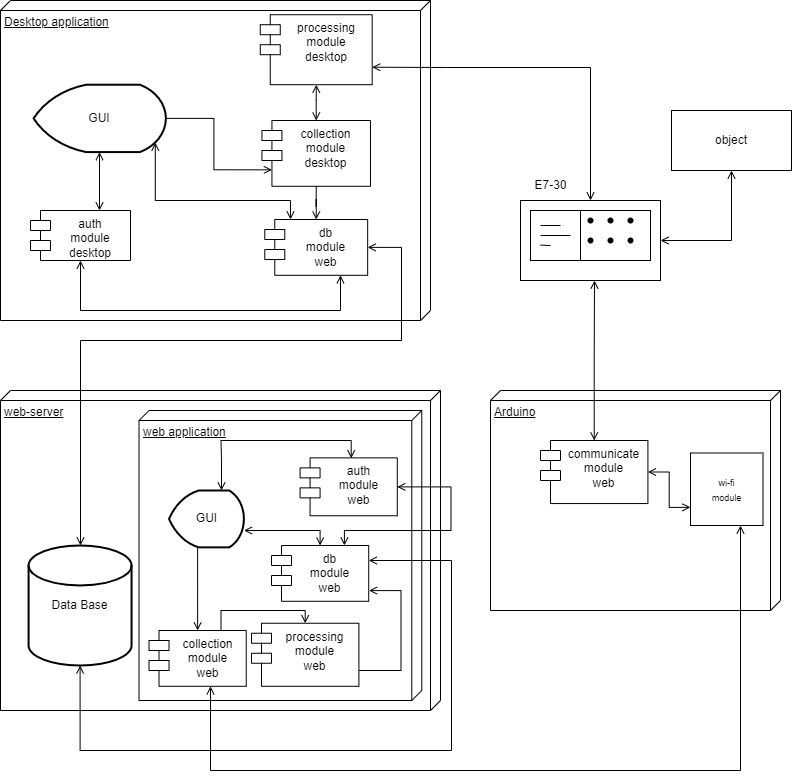 Desktop application
processing
module
desktop
GUI
collection
module
desktop
object
E7-30
auth
module
desktop
db
module
web
web-server
Arduino
web application
communicate
module
web
auth
module
web
wi-fi
module
GUI
db
module
web
Data Base
collection
module
web
processing
module
web